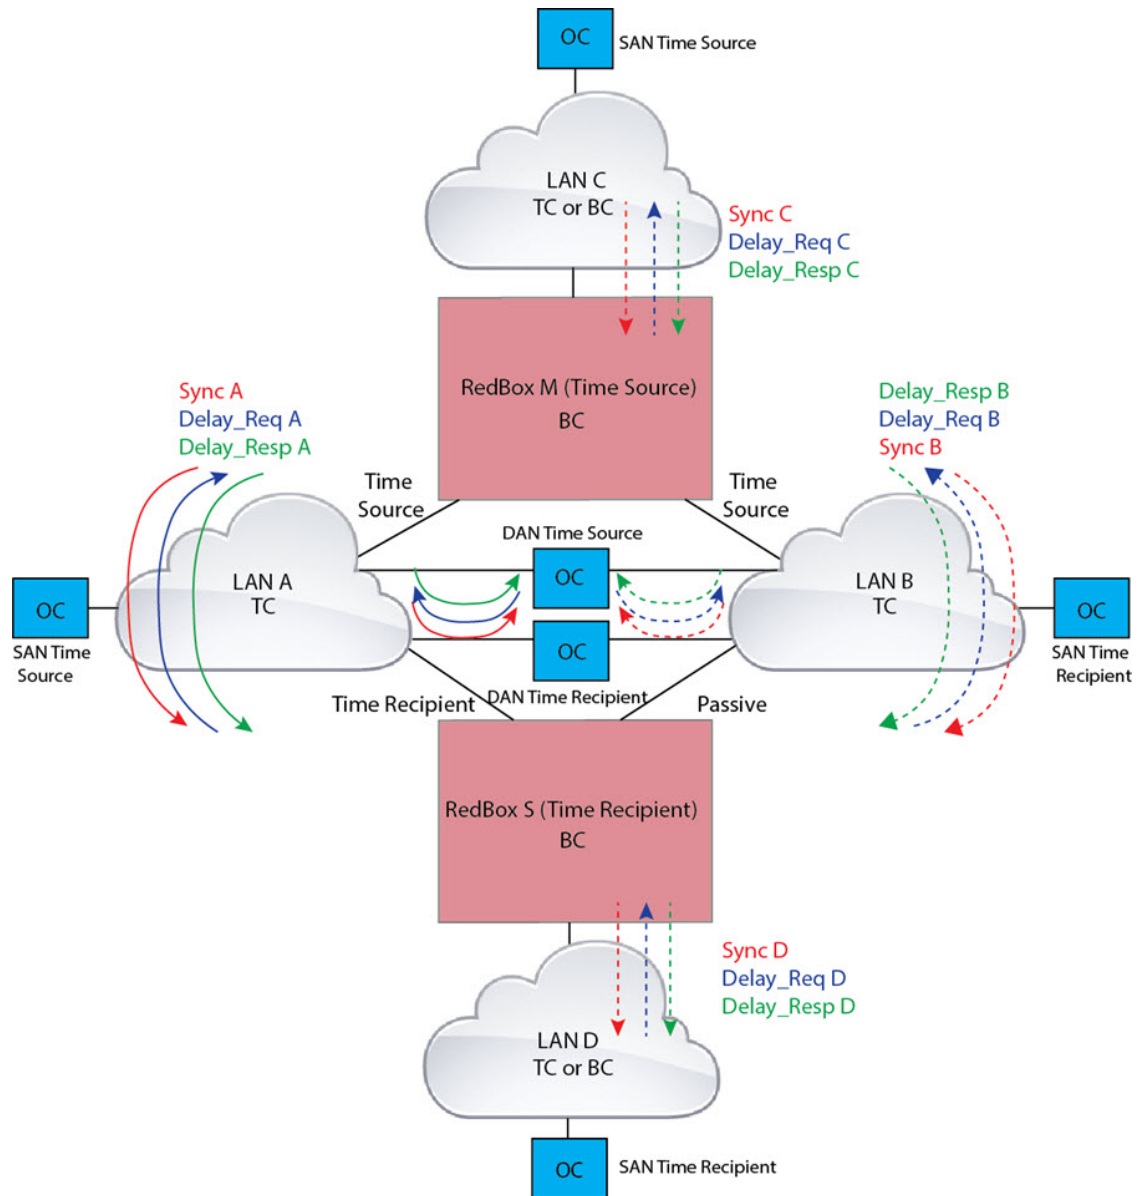 OC
SAN Time Source
LAN C
TC or BC
Sync C
Delay_Req C
Delay_Resp C
RedBox M (Time Source)
BC
Sync A
Delay_Req A
Delay_Resp A
Delay_Resp B
Delay_Req B
Sync B
Time
Source
Time
Source
DAN Time Source
OC
LAN A
TC
LAN B
TC
OC
SAN Time
Source
OC
SAN Time
Recipient
OC
DAN Time Recipient
Time Recipient
Passive
RedBox S (Time Recipient)
BC
Sync D
Delay_Req D
Delay_Resp D
LAN D
TC or BC
OC
SAN Time Recipient